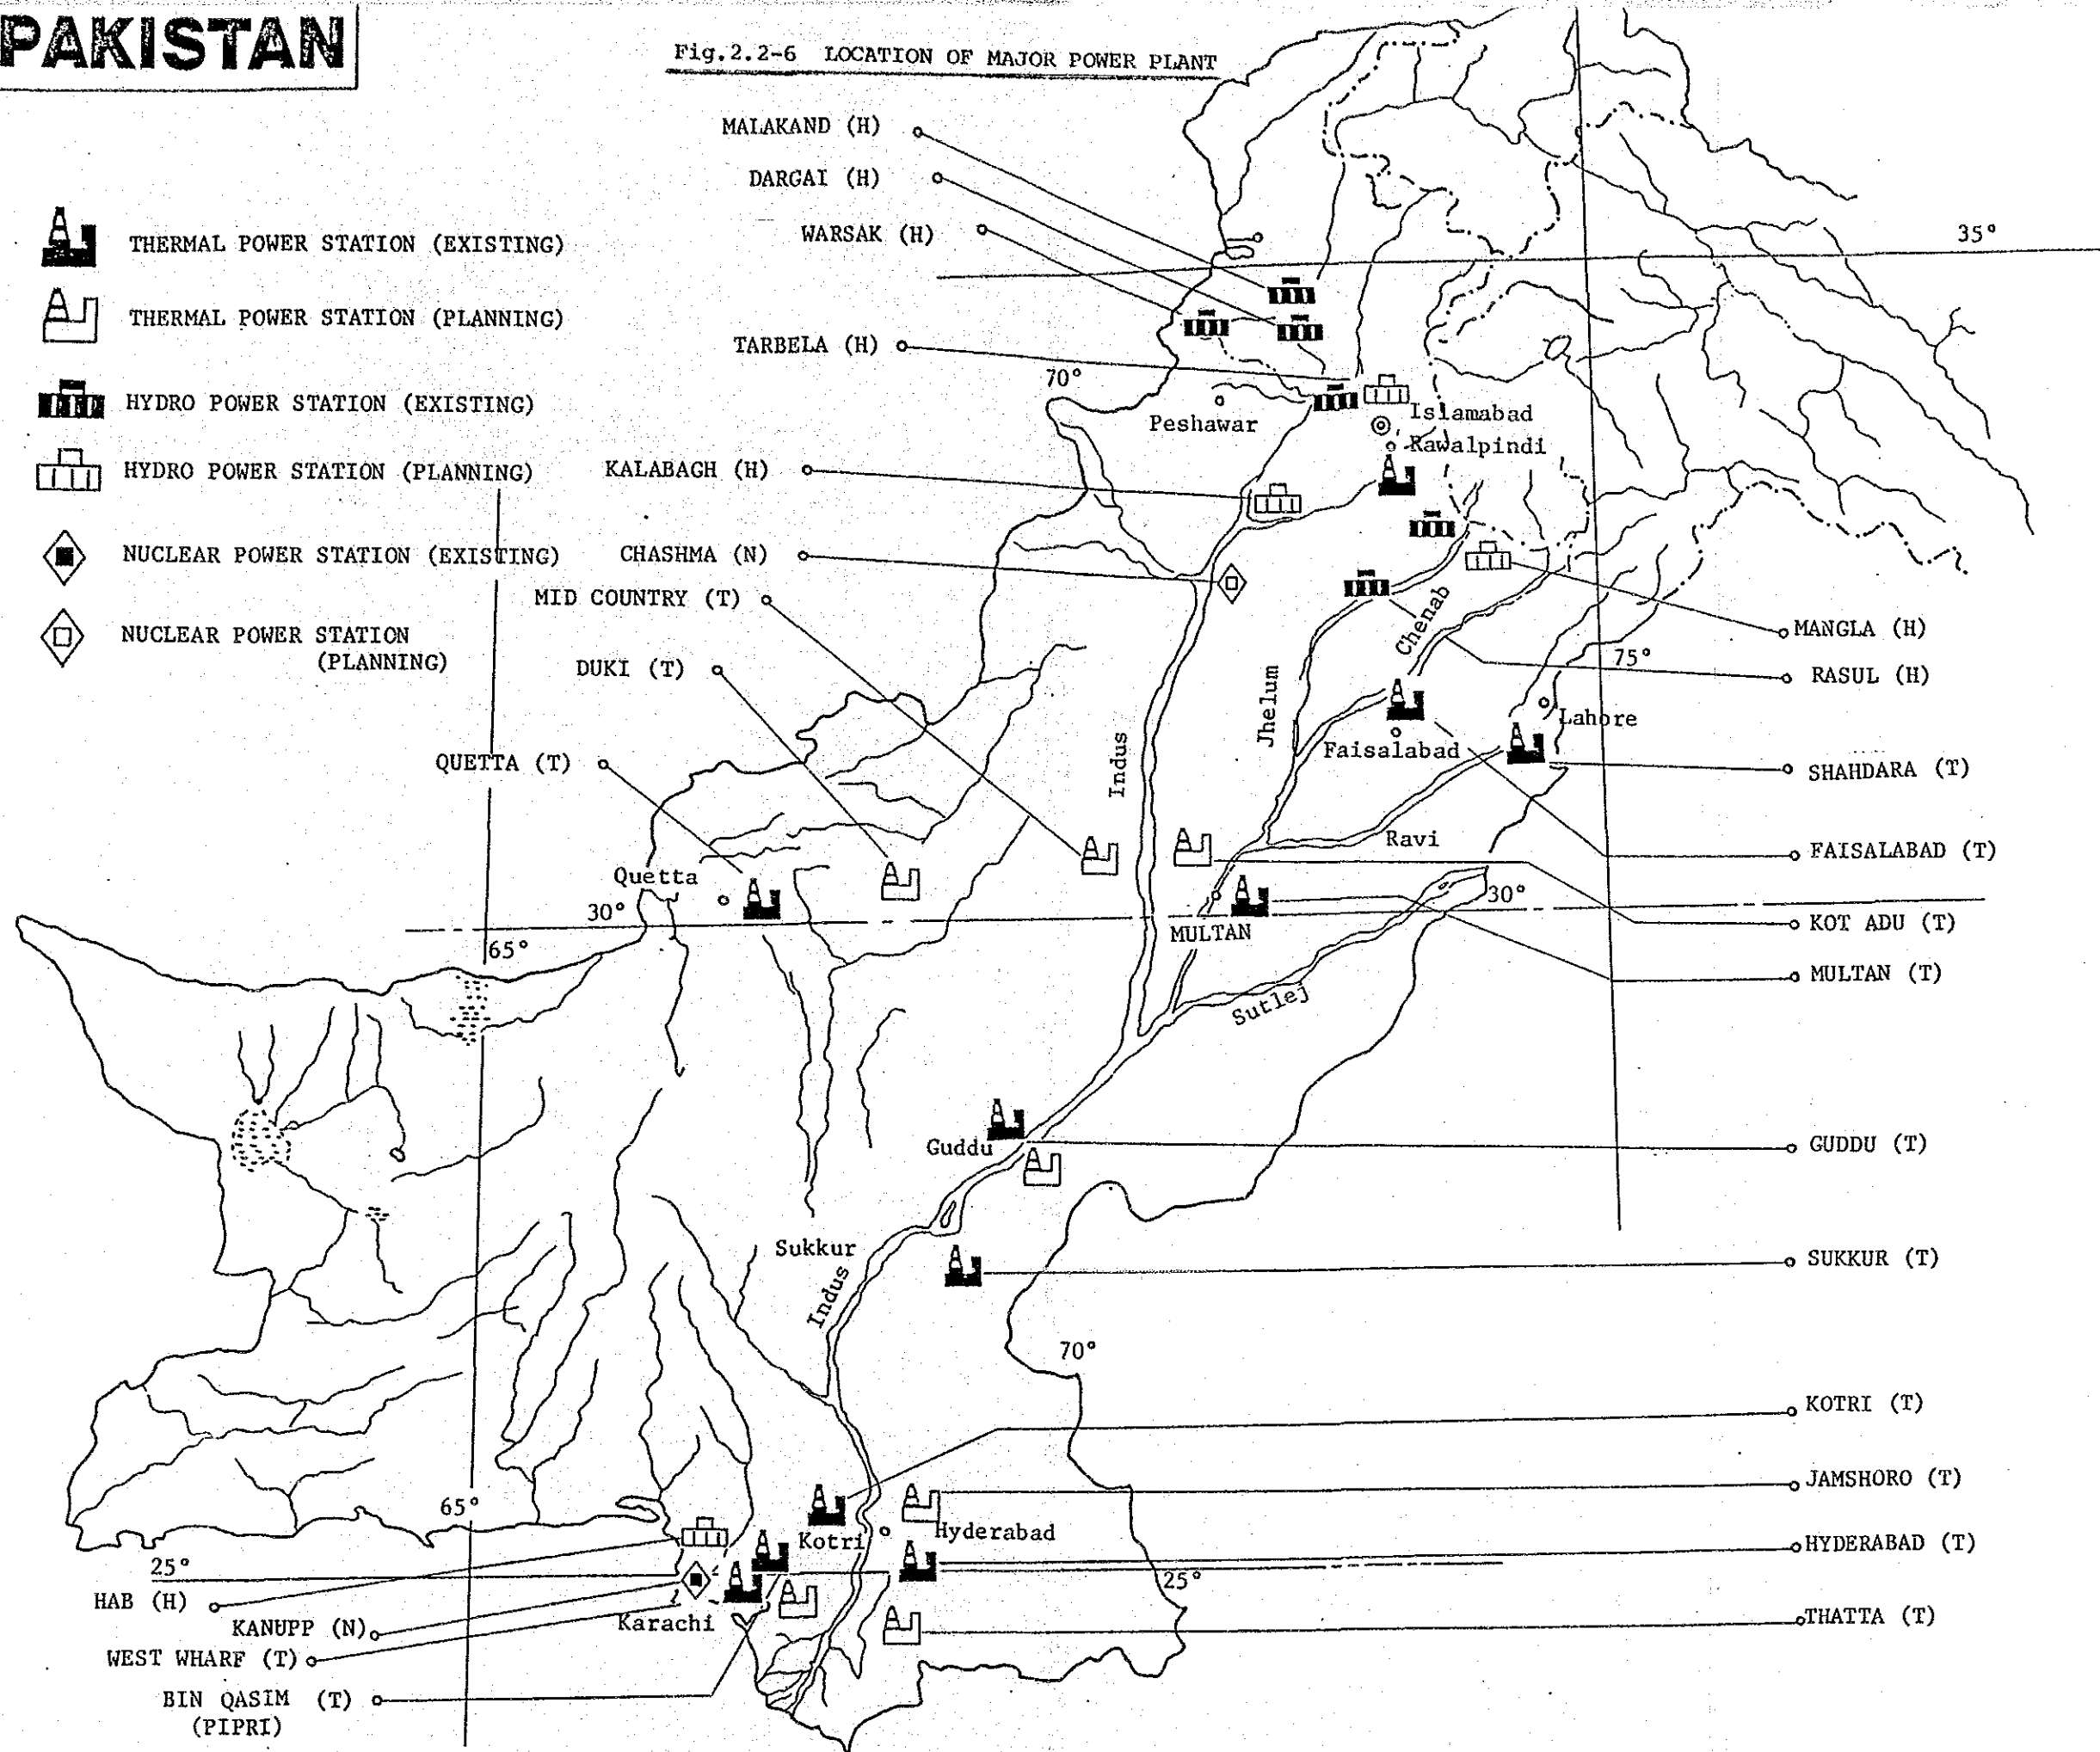 PAKISTAN
Fig.2.2-6 LOCATION OF MAJOR POWER PLANT
THERMAL POWER STATION (EXISTING)
THERMAL POWER STATION (PLANNING)
HYDRO POWER STATION (EXISTING)
HYDRO POWER STATION (PLANNING)
NUCLEAR POWER STATION (EXISTING)
NUCLEAR POWER STATION
(PLANNING)
MALAKAND (H)
DARGAI (H)
WARSAK (H)
35°
TARBELA (H)
70°
Peshawar
Islamabad
Rawalpindi
KALABAGH (H)
CHASHMA (N)
MID COUNTRY (T)
DUKI (T)
QUETTA (T)
MANGLA (H)
75°
RASUL (H)
Chenab
Jhelum
Indus
Lahore
Faisalabad
SHAHDARA (T)
Ravi
FAISALABAD (T)
Quetta
30°
30°
65°
MULTAN
KOT ADU (T)
MULTAN (T)
Sutlej
Guddu
GUDDU (T)
Sukkur
Indus
SUKKUR (T)
70°
KOTRI (T)
JAMSHORO (T)
65°
Kotri
Hyderabad
HYDERABAD (T)
25°
25°
HAB (H)
KANUPP (N)
Karachi
THATTA (T)
WEST WHARF (T)
BIN QASIM (T)
(PIPRI)